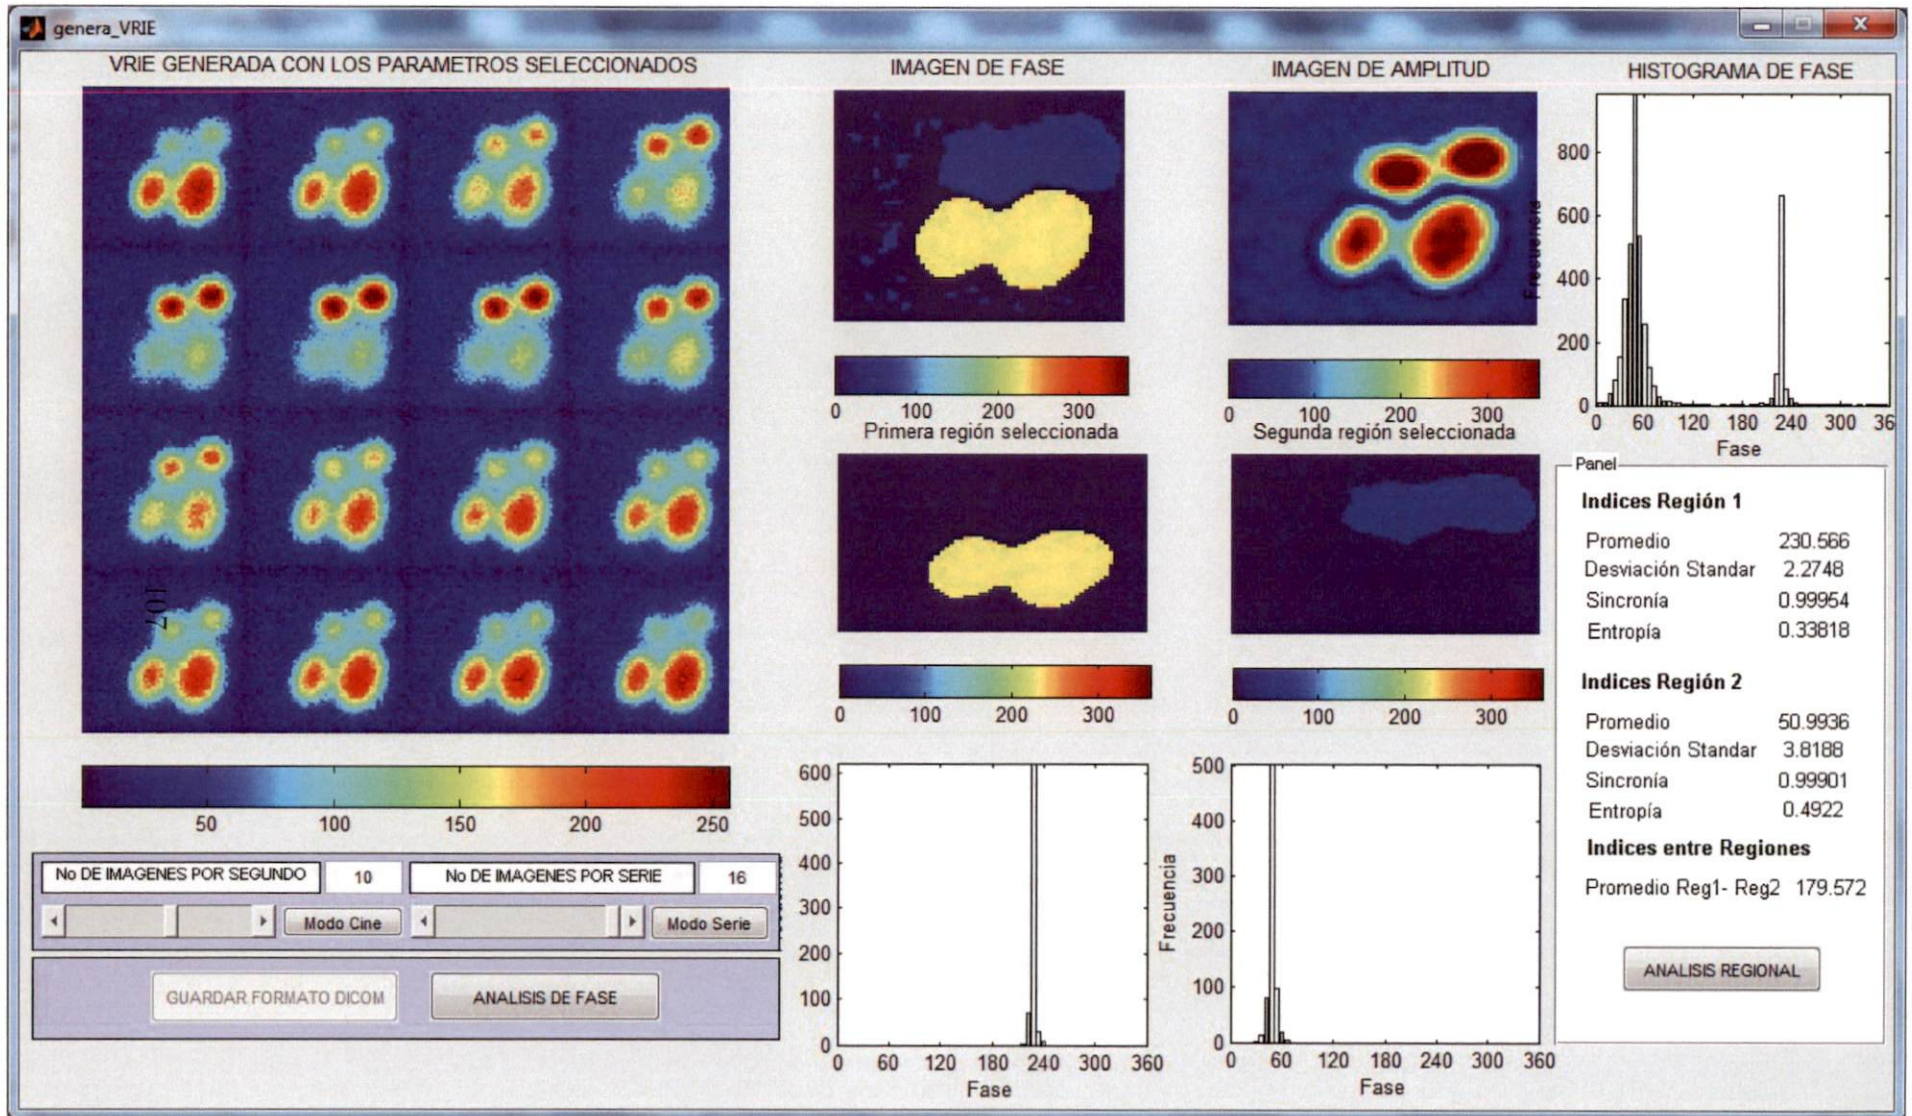 genera_VRIE
VRIE GENERADA CON LOS PARAMETROS SELECCIONADOS
IMAGEN DE FASE
IMAGEN DE AMPLITUD
HISTOGRAMA DE FASE
107
50 100 150 200 250
No DE IMAGENES POR SEGUNDO 10
No DE IMAGENES POR SERIE 16
Modo Cine
Modo Serie
GUARDAR FORMATO DICOM
ANALISIS DE FASE
0 100 200 300
Primera región seleccionada
0 100 200 300
600
500
400
300
200
100
0
0 60 120 180 240 300 360
Fase
0 100 200 300
Segunda región seleccionada
0 100 200 300
Frecuencia
500
400
300
200
100
0
0 60 120 180 240 300 360
Fase
Frecuencia
800
600
400
200
0
0 60 120 180 240 300 36
Fase
Panel
Indices Región 1
Promedio 230.566
Desviación Standar 2.2748
Sincronía 0.99954
Entropía 0.33818
Indices Región 2
Promedio 50.9936
Desviación Standar 3.8188
Sincronía 0.99901
Entropía 0.4922
Indices entre Regiones
Promedio Reg1- Reg2 179.572
ANALISIS REGIONAL